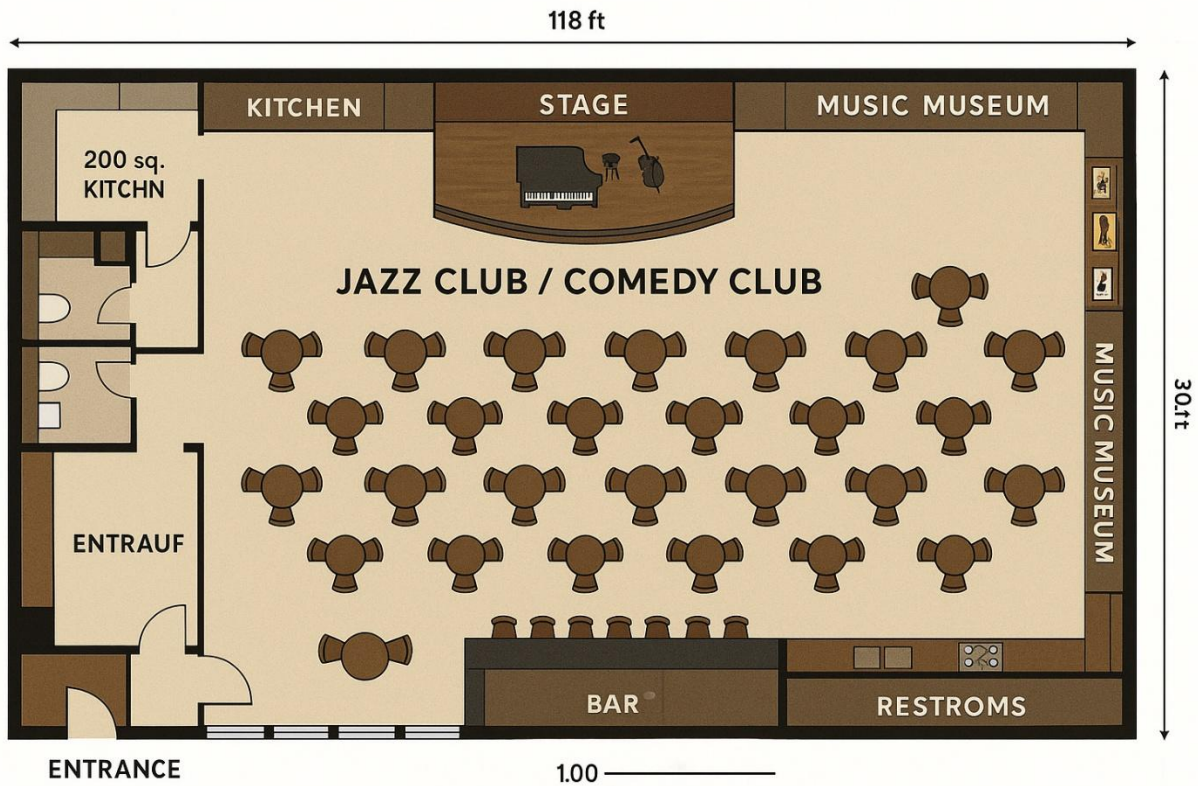 118 ft
KITCHEN
STAGE
MUSIC MUSEUM
200 sq.
KITCHN
JAZZ CLUB / COMEDY CLUB
MUSIC MUSEUM
30.ft
ENTRAUF
BAR
RESTROMS
ENTRANCE
1.00